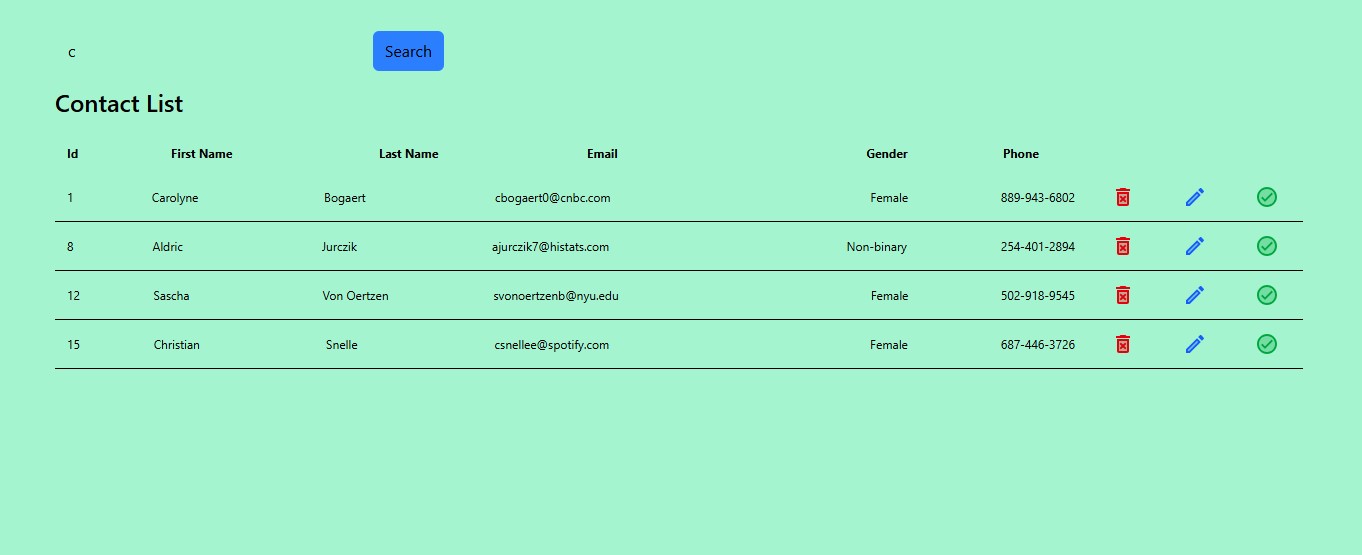 c Search
Contact List
Id First Name Last Name Email Gender Phone
1 Carolyne Bogaert cbogaert0@cnbc.com Female 889-943-6802
8 Aldric Jurczik ajurczik7@histats.com Non-binary 254-401-2894
12 Sascha Von Oertzen svonoertzenb@nyu.edu Female 502-918-9545
15 Christian Snelle csnellee@spotify.com Female 687-446-3726